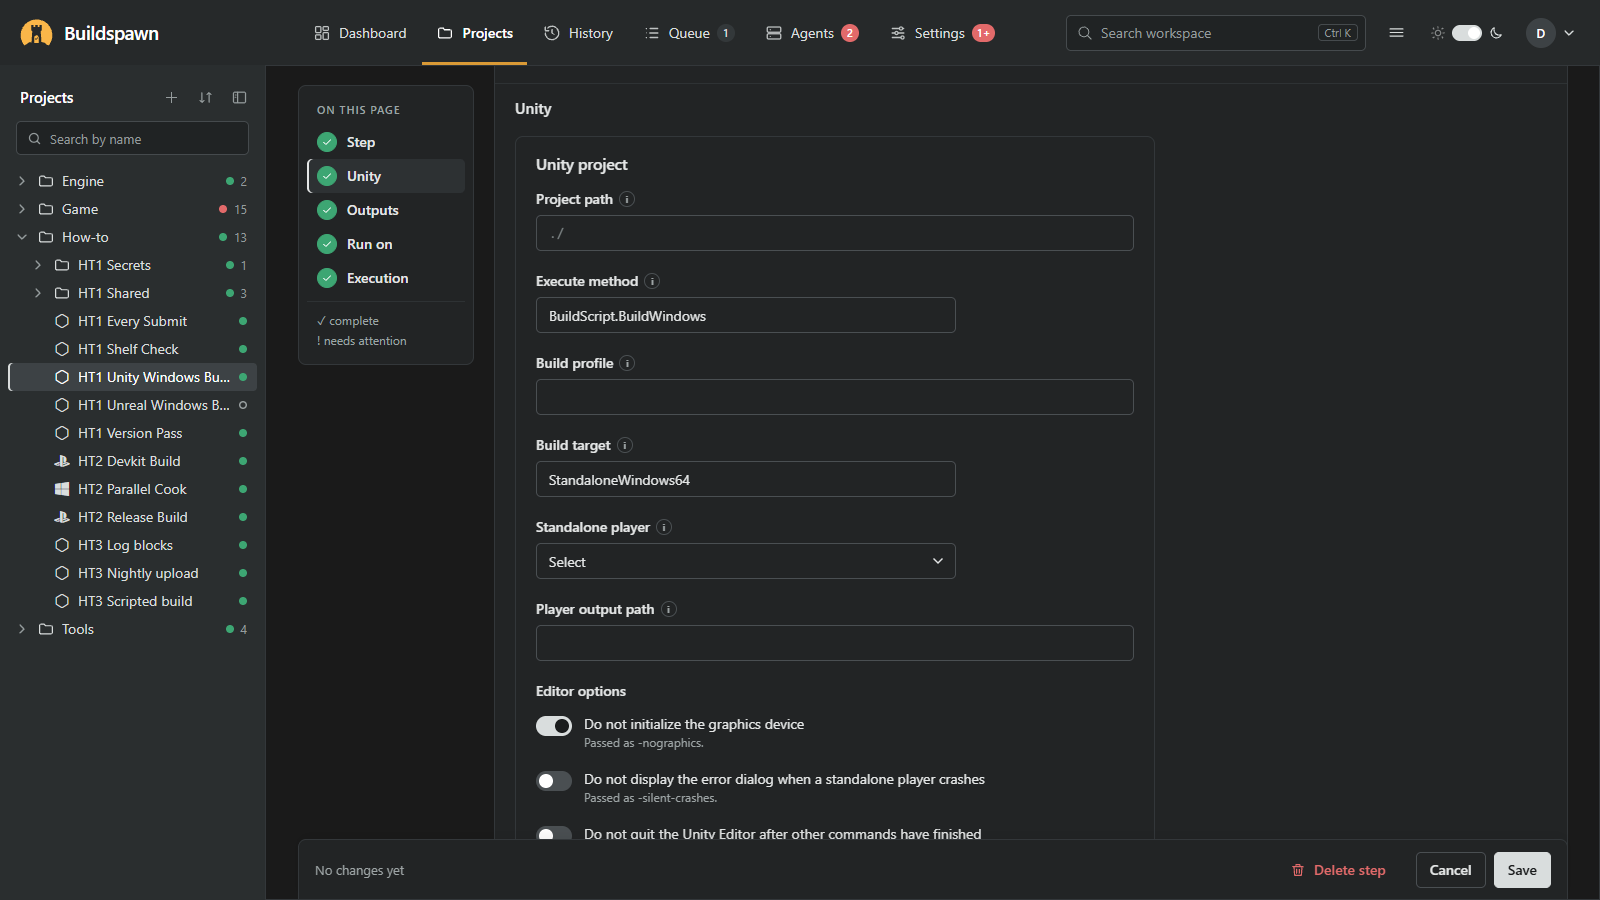 Buildspawn
Dashboard
Projects
History
Queue 1
Agents 2
Settings 1+
Search workspace
Ctrl K
D
Projects
Search by name
Engine 2
Game 15
How-to 13
HT1 Secrets 1
HT1 Shared 3
HT1 Every Submit
HT1 Shelf Check
HT1 Unity Windows Bu...
HT1 Unreal Windows B...
HT1 Version Pass
HT2 Devkit Build
HT2 Parallel Cook
HT2 Release Build
HT3 Log blocks
HT3 Nightly upload
HT3 Scripted build
Tools 4
ON THIS PAGE
Step
Unity
Outputs
Run on
Execution
✓ complete
! needs attention
Unity
Unity project
Project path
./
Execute method
BuildScript.BuildWindows
Build profile
Build target
StandaloneWindows64
Standalone player
Select
Player output path
Editor options
Do not initialize the graphics device
Passed as -nographics.
Do not display the error dialog when a standalone player crashes
Passed as -silent-crashes.
Do not quit the Unity Editor after other commands have finished
No changes yet
Delete step
Cancel
Save